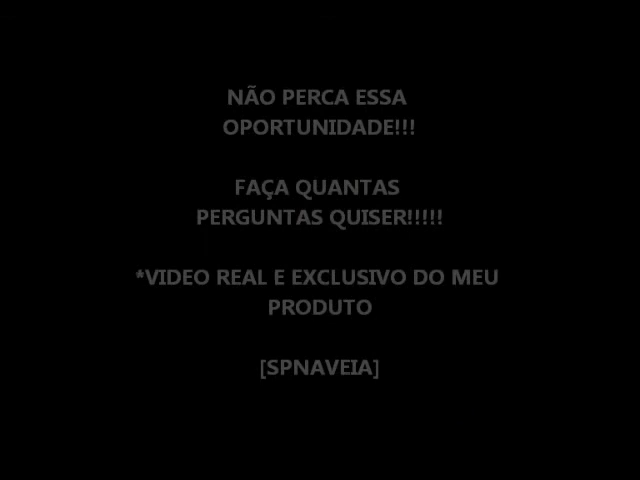 NÃO PERCA ESSA
OPORTUNIDADE!!!
FAÇA QUANTAS
PERGUNTAS QUISER!!!!!
*VIDEO REAL E EXCLUSIVO DO MEU
PRODUTO
[SPNAVEIA]